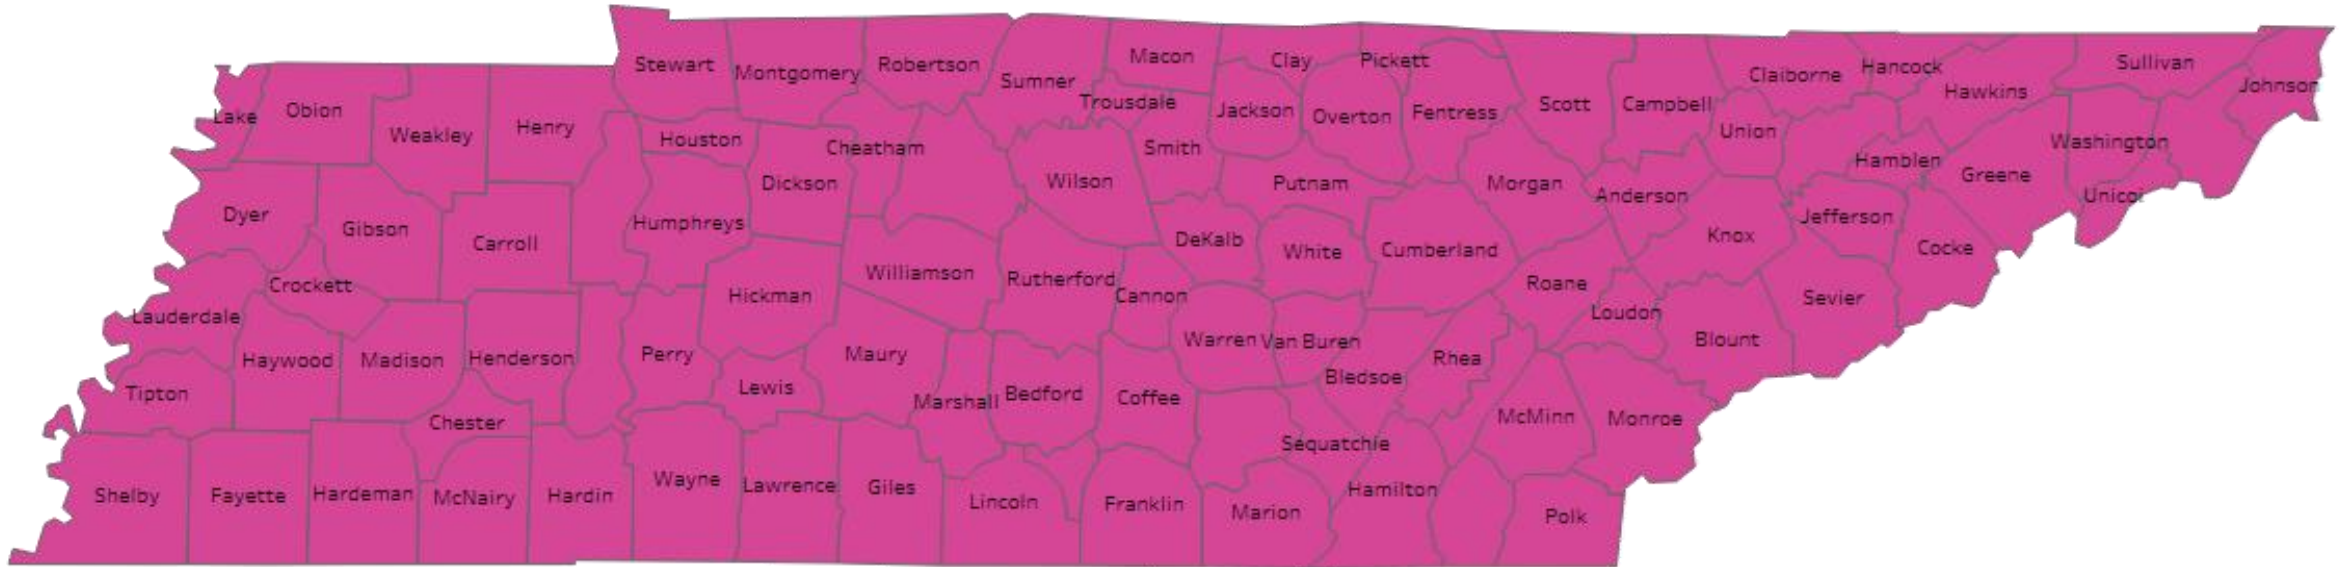 Stewart
Montgomery
Robertson
Sumner
Macon
Clay
Pickett
Claiborne
Hancock
Hawkins
Sullivan
Johnson
Lake
Obion
Weakley
Henry
Houston
Cheatham
Trousdale
Smith
Jackson
Overton
Fentress
Scott
Campbell
Union
Hamblen
Greene
Washington
Unicoi
Dyer
Gibson
Carroll
Humphreys
Dickson
Wilson
Putnam
Morgan
Anderson
Knox
Jefferson
Cocke
Crockett
Hickman
Williamson
Rutherford
Cannon
DeKalb
White
Cumberland
Roane
Loudon
Sevier
Lauderdale
Haywood
Madison
Henderson
Perry
Lewis
Maury
Marshall
Bedford
Coffee
Warren
Van Buren
Bledsoe
Rhea
McMinn
Monroe
Blount
Tipton
Chester
Sequatchie
Shelby
Fayette
Hardeman
McNairy
Hardin
Wayne
Lawrence
Giles
Lincoln
Franklin
Marion
Hamilton
Polk